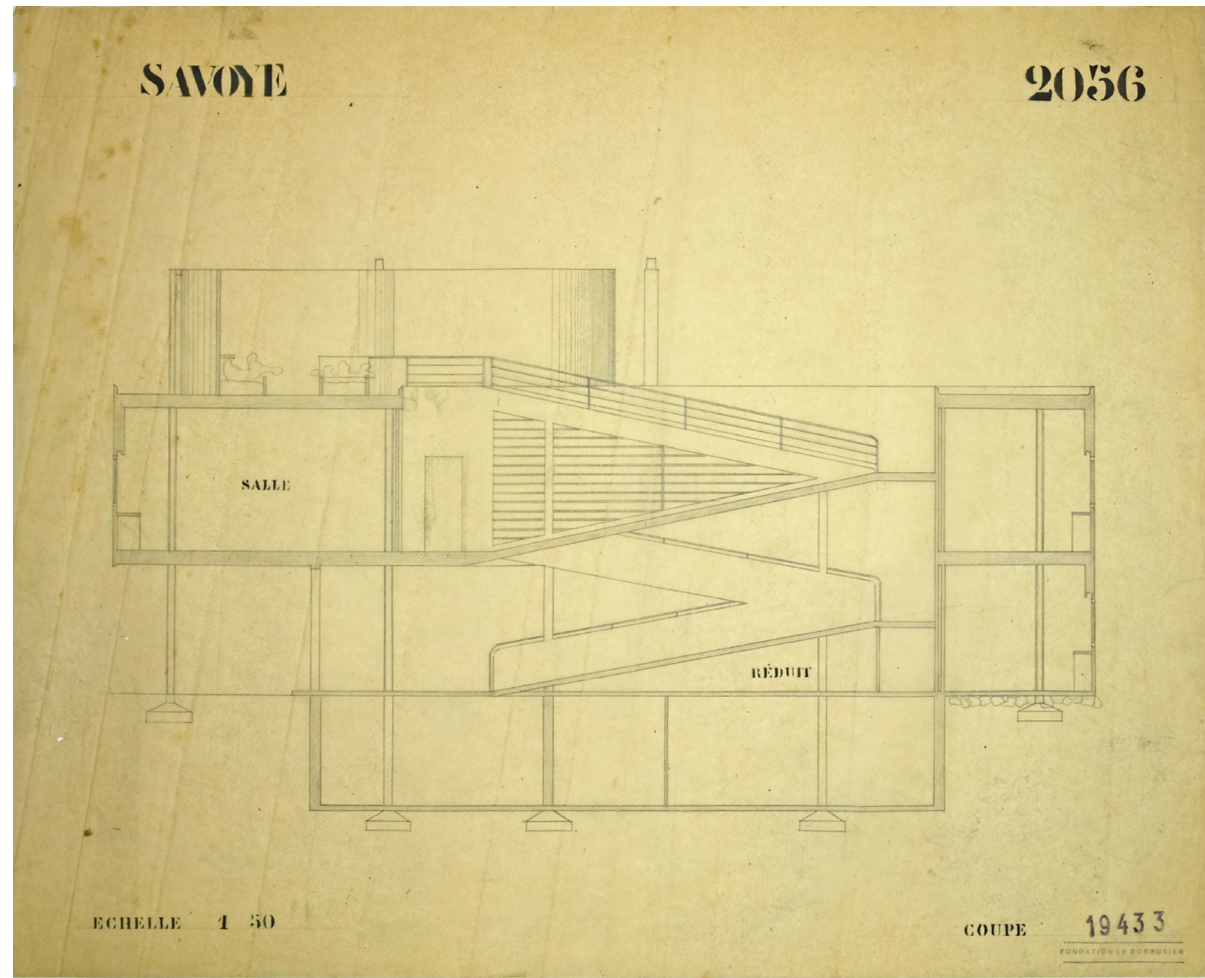 SAVOYE
2056
SALLE
RÉDUIT
ECHELLE 1 50
COUPE
19433
FONDATION LE CORBUSIER